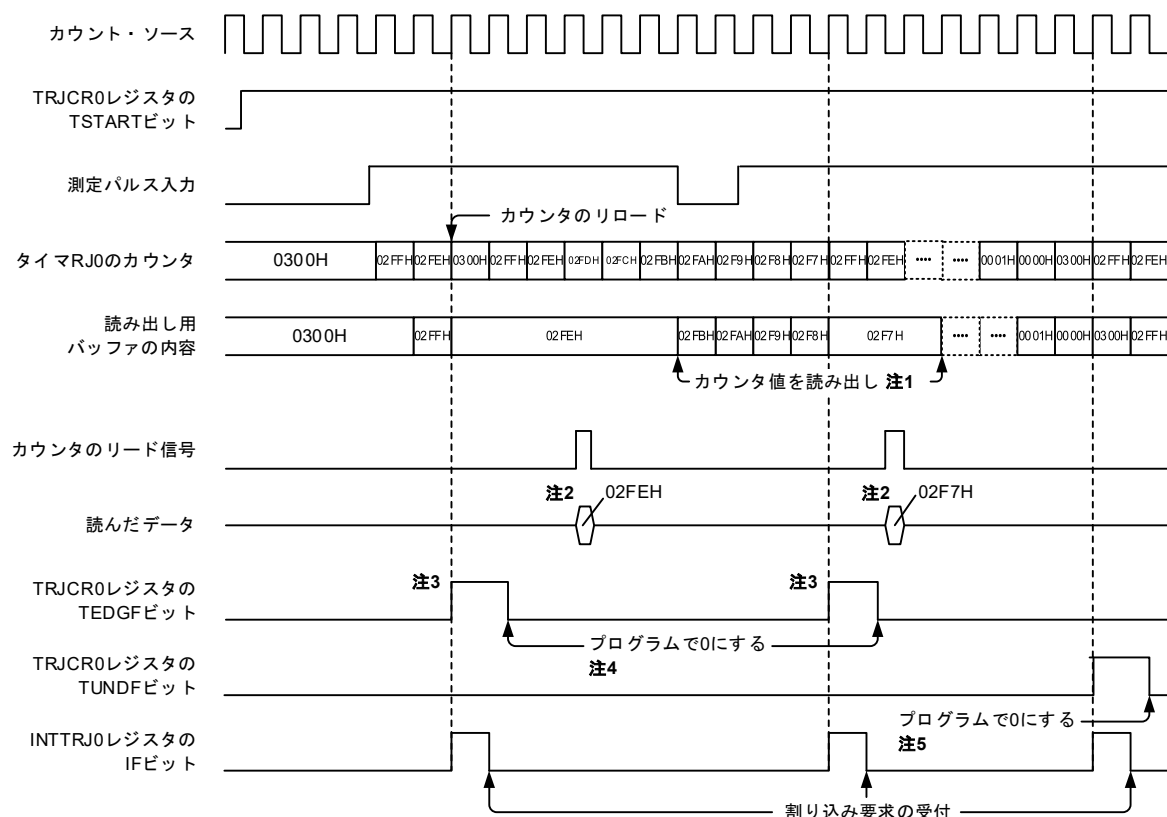 カウント・ソース
TRJCR0レジスタの
TSTARTビット
測定パルス入力
カウンタのリロード
タイマRJ0のカウンタ
0300H 02FFH 02FEH 0300H 02FFH 02FEH 02FDH 02FCH 02FBH 02FAH 02F9H 02F8H 02F7H 02FFH 02FEH •••• •••• 0001H 0000H 0300H 02FFH 02FEH
読み出し用
バッファの内容
0300H 02FFH 02FEH 02FBH 02FAH 02F9H 02F8H 02F7H •••• •••• 0001H 0000H 0300H 02FFH
カウンタ値を読み出し 注1
カウンタのリード信号
注2 02FEH 注2 02F7H
読んだデータ
TRJCR0レジスタの
TEDGFビット
注3 注3
プログラムで0にする
注4
TRJCR0レジスタの
TUNDFビット
プログラムで0にする
注5
INTTRJ0レジスタの
IFビット
割り込み要求の受付